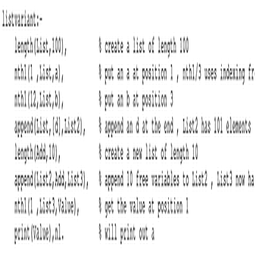 listvariant:-
length(List,100), % create a list of length 100
nth1(1 ,List,a), % put an a at position 1 , nth1/3 uses indexing fr
nth1(12,List,b), % put an b at position 3
append(List,[d],List2), % append an d at the end , List2 has 101 elements
length(Add,10), % create a new list of length 10
append(List2,Add,List3), % append 10 free variables to List2 , List3 now ha
nth1(1 ,List3,Value), % get the value at position 1
print(Value),nl. % will print out a